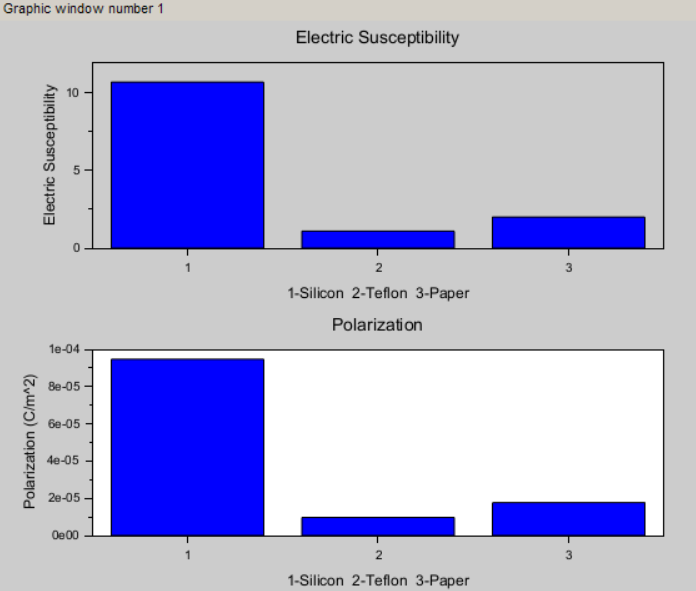 Graphic window number 1
Electric Susceptibility
Electric Susceptibility
10
5
0
1 2 3
1-Silicon 2-Teflon 3-Paper
Polarization
Polarization (C/m^2)
1e-04
8e-05
6e-05
4e-05
2e-05
0e00
1 2 3
1-Silicon 2-Teflon 3-Paper